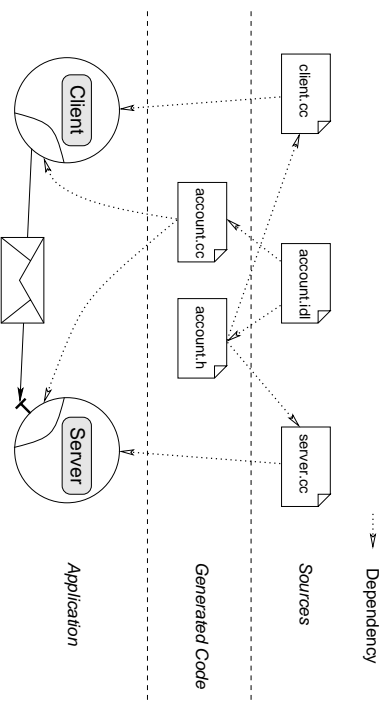 Dependency
client.cc
account.idl
server.cc
Sources
account.cc
account.h
Generated Code
Client
Server
Application